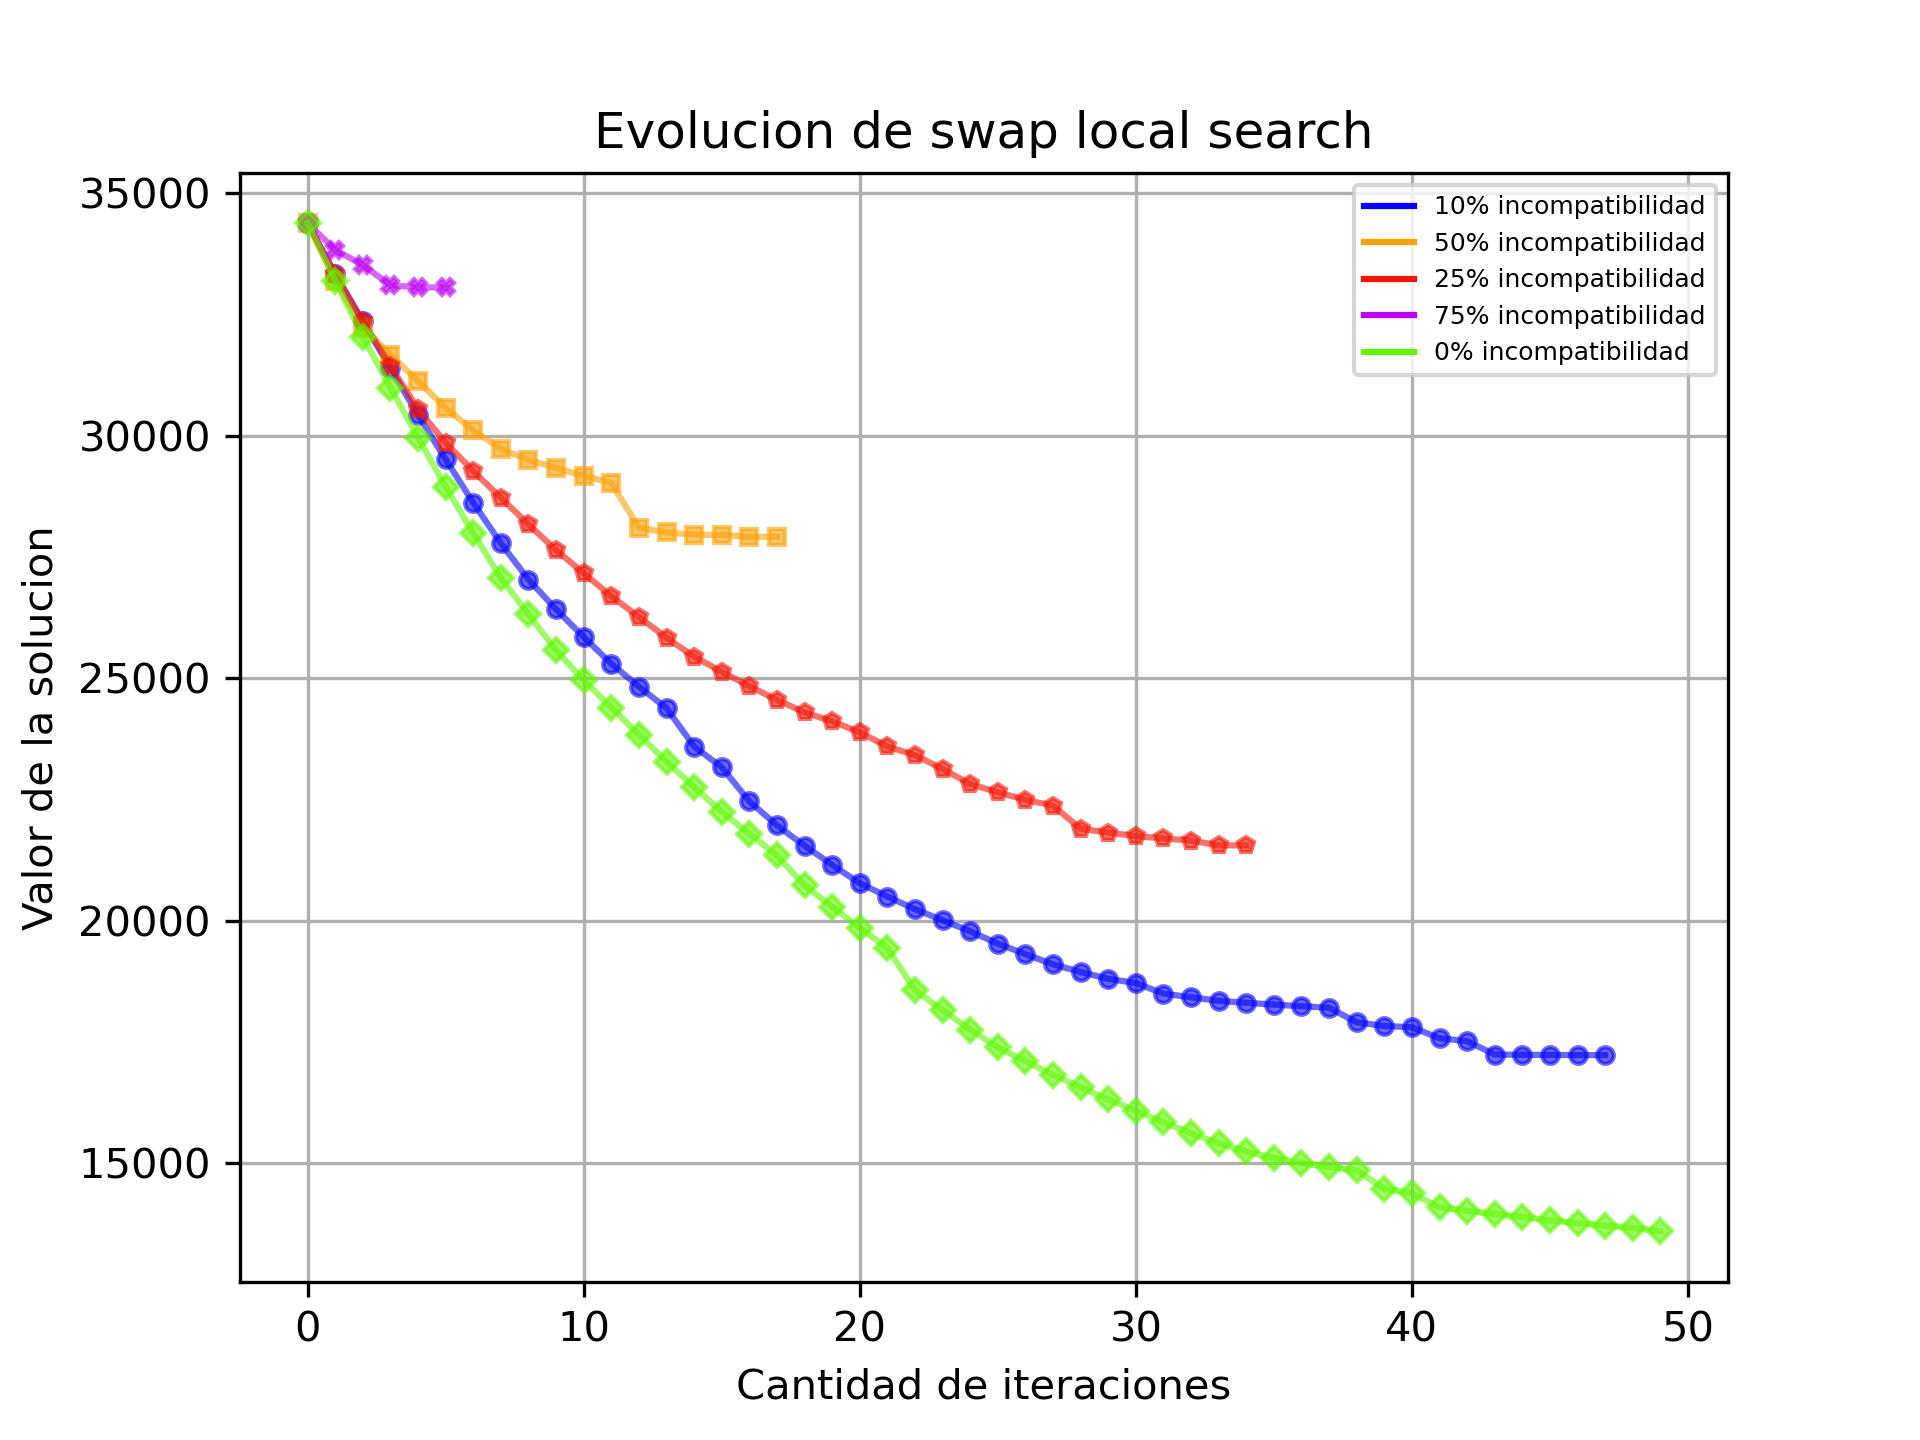 Evolucion de swap local search
35000
30000
25000
20000
15000
Valor de la solucion
10% incompatibilidad
50% incompatibilidad
25% incompatibilidad
75% incompatibilidad
0% incompatibilidad
0 10 20 30 40 50
Cantidad de iteraciones